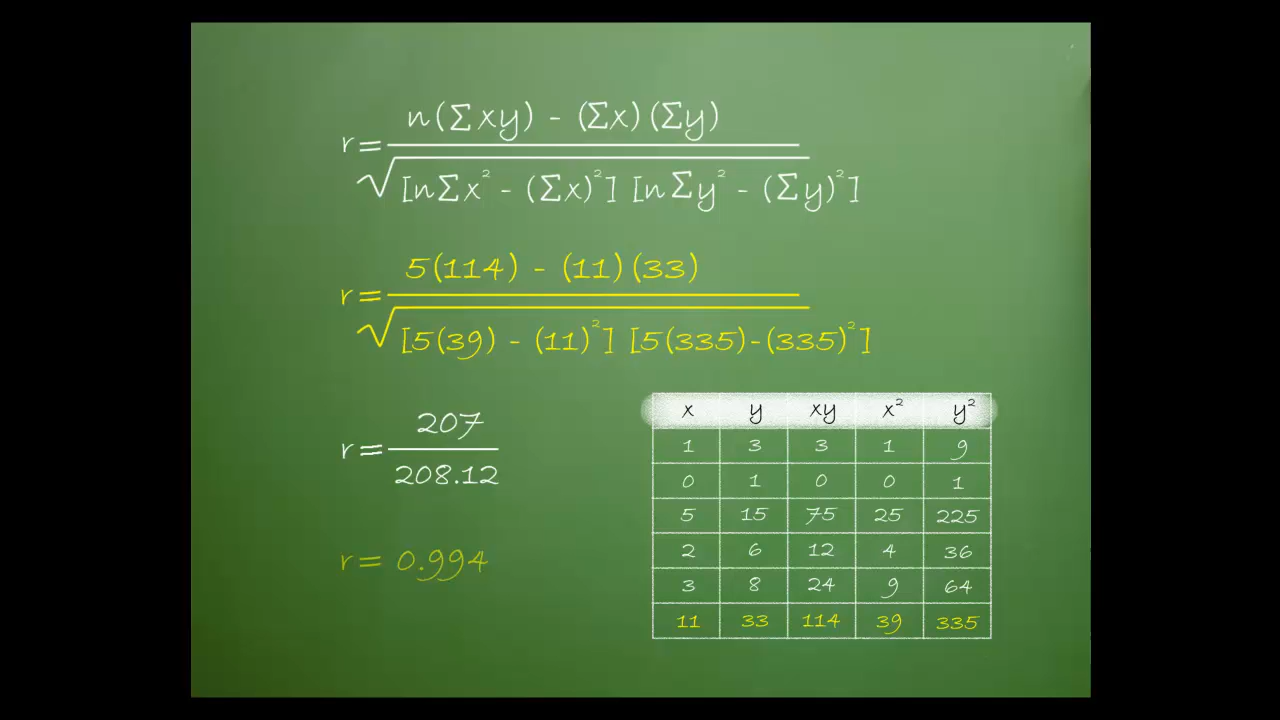 r = n(Σxy) - (Σx)(Σy)
√[nΣx² - (Σx)²] [nΣy² - (Σy)²]
r = 5(114) - (11)(33)
√[5(39) - (11)²] [5(335)-(335)²]
r = 207
208.12
r = 0.994
x y xy x² y²
1 3 3 1 9
0 1 0 0 1
5 15 75 25 225
2 6 12 4 36
3 8 24 9 64
11 33 114 39 335